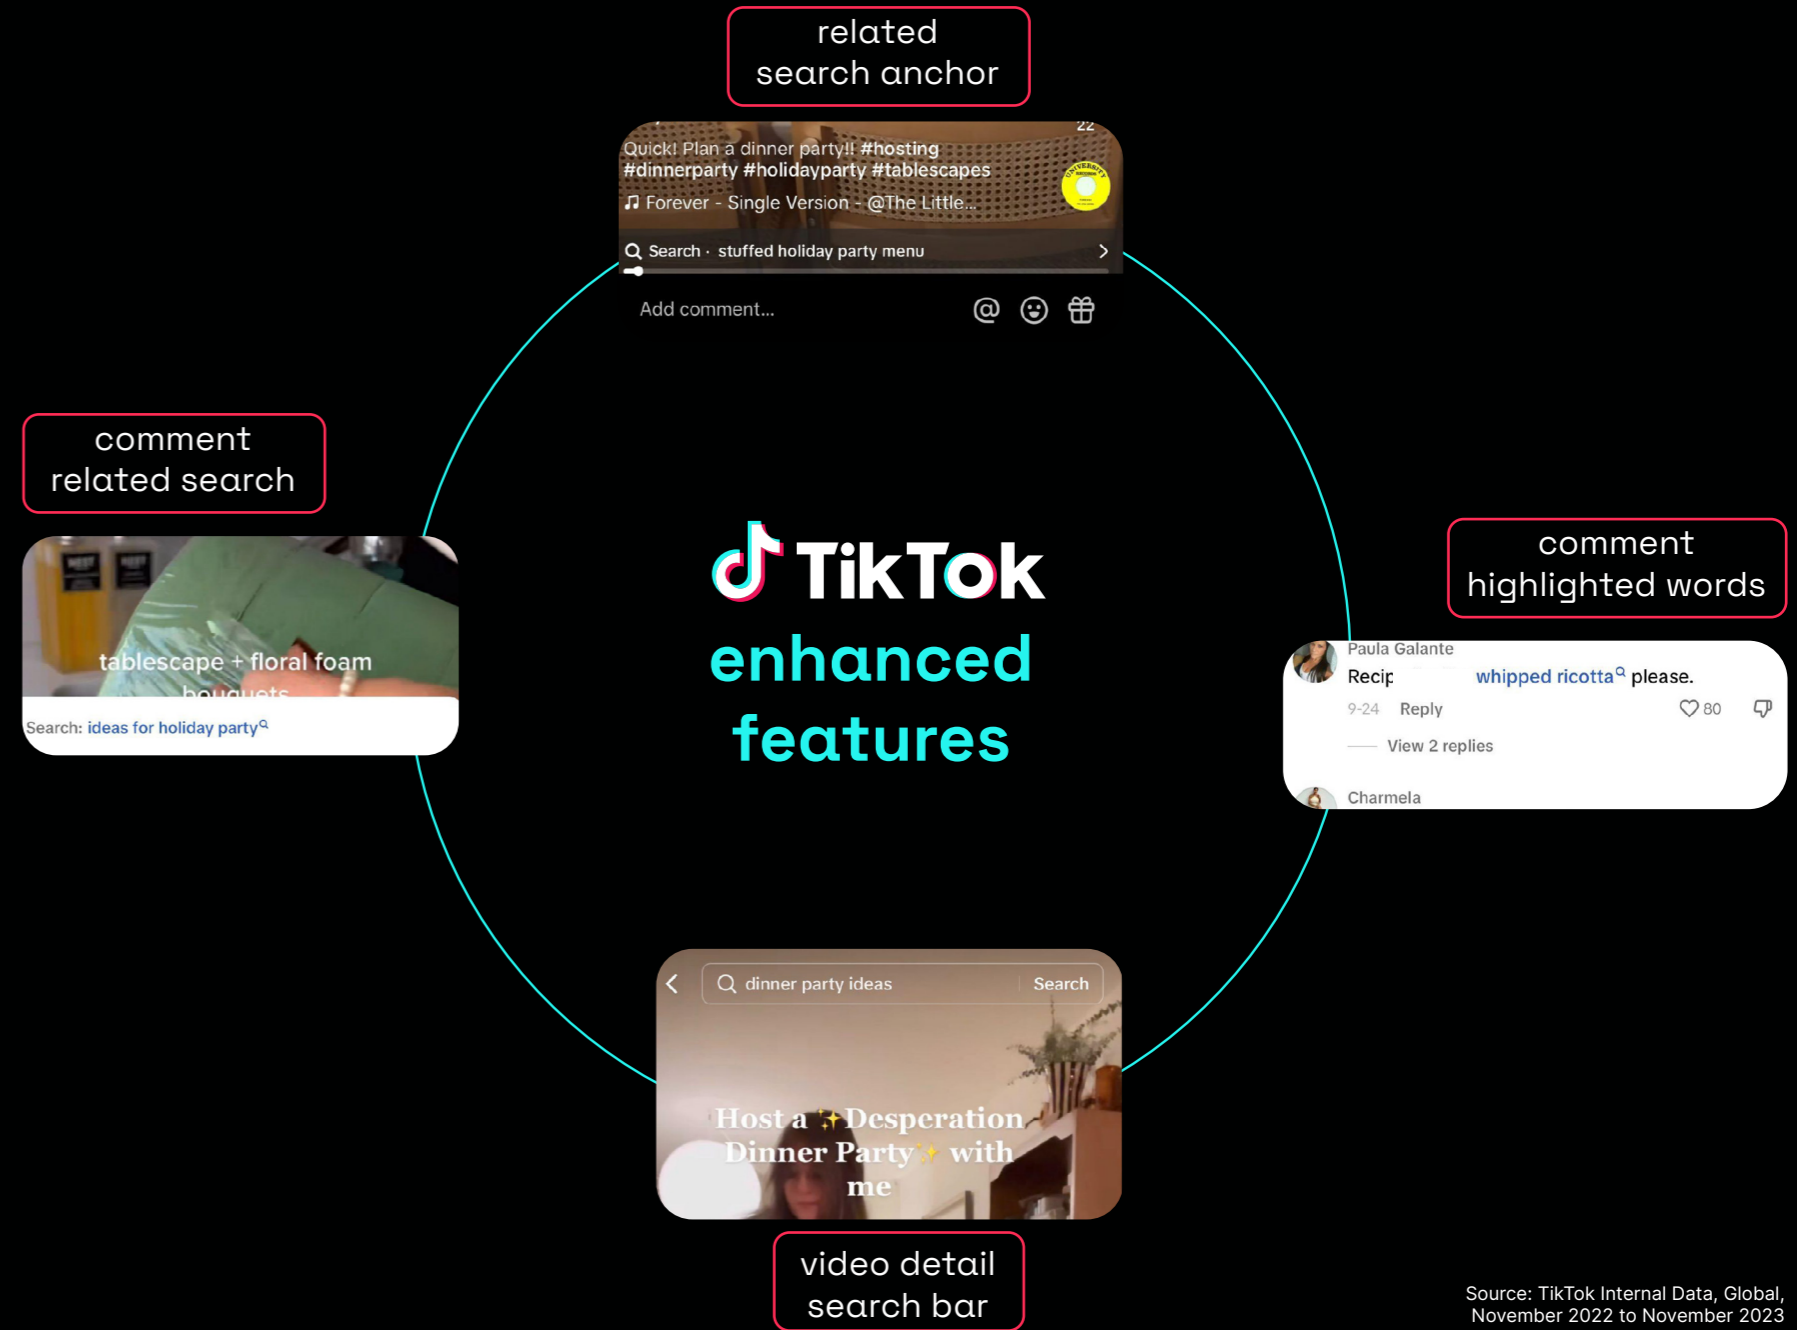 related
search anchor
22
Quick! Plan a dinner party!! #hosting
#dinnerparty #holidayparty #tablescapes
UNIVERSITY
Forever - Single Version - @The Little...
Search · stuffed holiday party menu
Add comment...
comment
related search
tablescape + floral foam
bouquets
Search: ideas for holiday party
TikTok
enhanced
features
comment
highlighted words
Paula Galante
Recip whipped ricotta please.
9-24 Reply 80
View 2 replies
Charmela
dinner party ideas Search
Host a ✨Desperation
Dinner Party✨ with
me
video detail
search bar
Source: TikTok Internal Data, Global,
November 2022 to November 2023